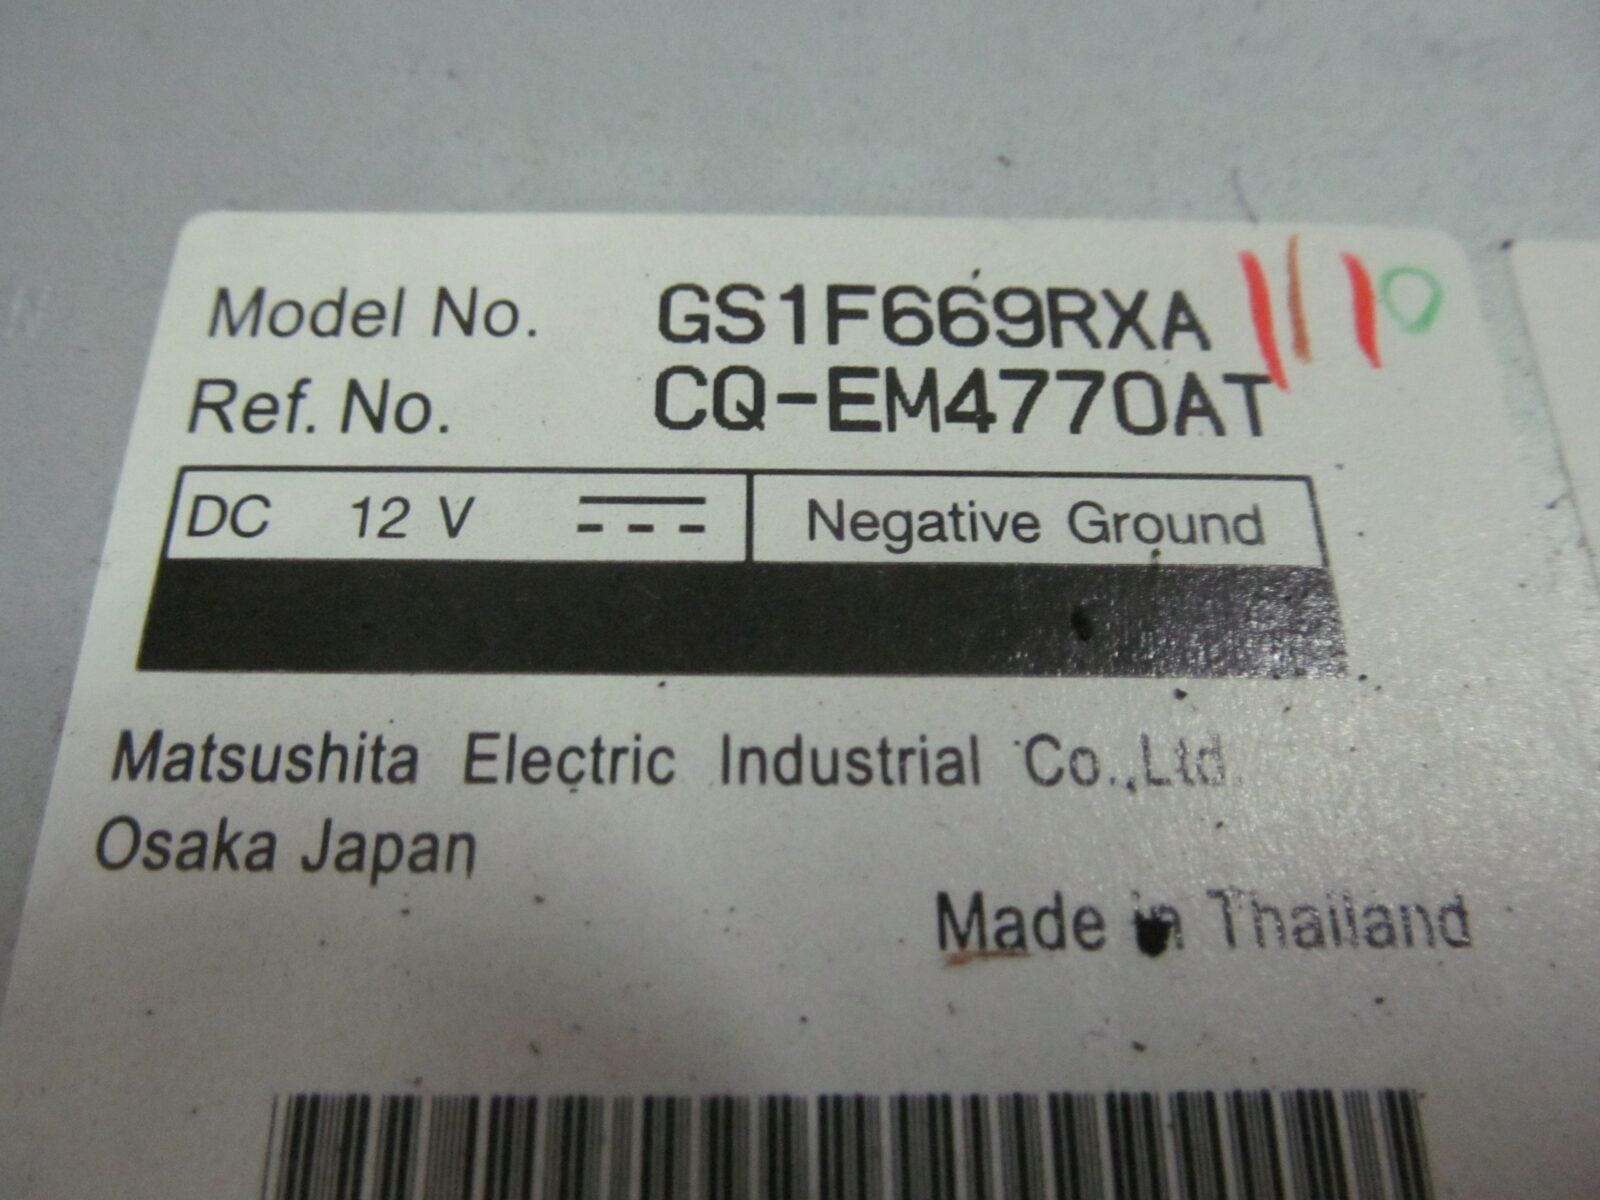 Model No. GS1F669RXA
Ref. No. CQ-EM4770AT
DC 12 V Negative Ground
Matsushita Electric Industrial Co.,Ltd.
Osaka Japan
Made in Thailand